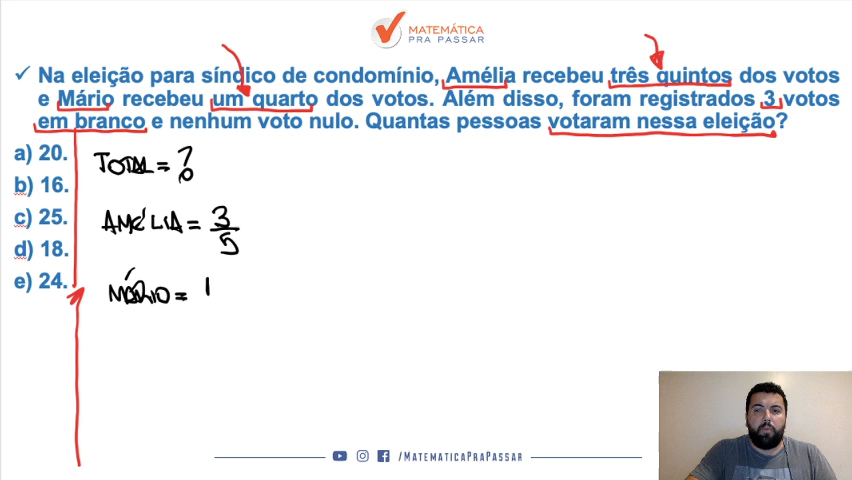 MATEMÁTICA
PRA PASSAR
✓ Na eleição para síndico de condomínio, Amélia recebeu três quintos dos votos
e Mário recebeu um quarto dos votos. Além disso, foram registrados 3 votos
em branco e nenhum voto nulo. Quantas pessoas votaram nessa eleição?
a) 20.
b) 16.
c) 25.
d) 18.
e) 24.
TOTAL = ?
AMÉLIA = 3/5
MÁRIO = 1
/MatematicaPraPassar